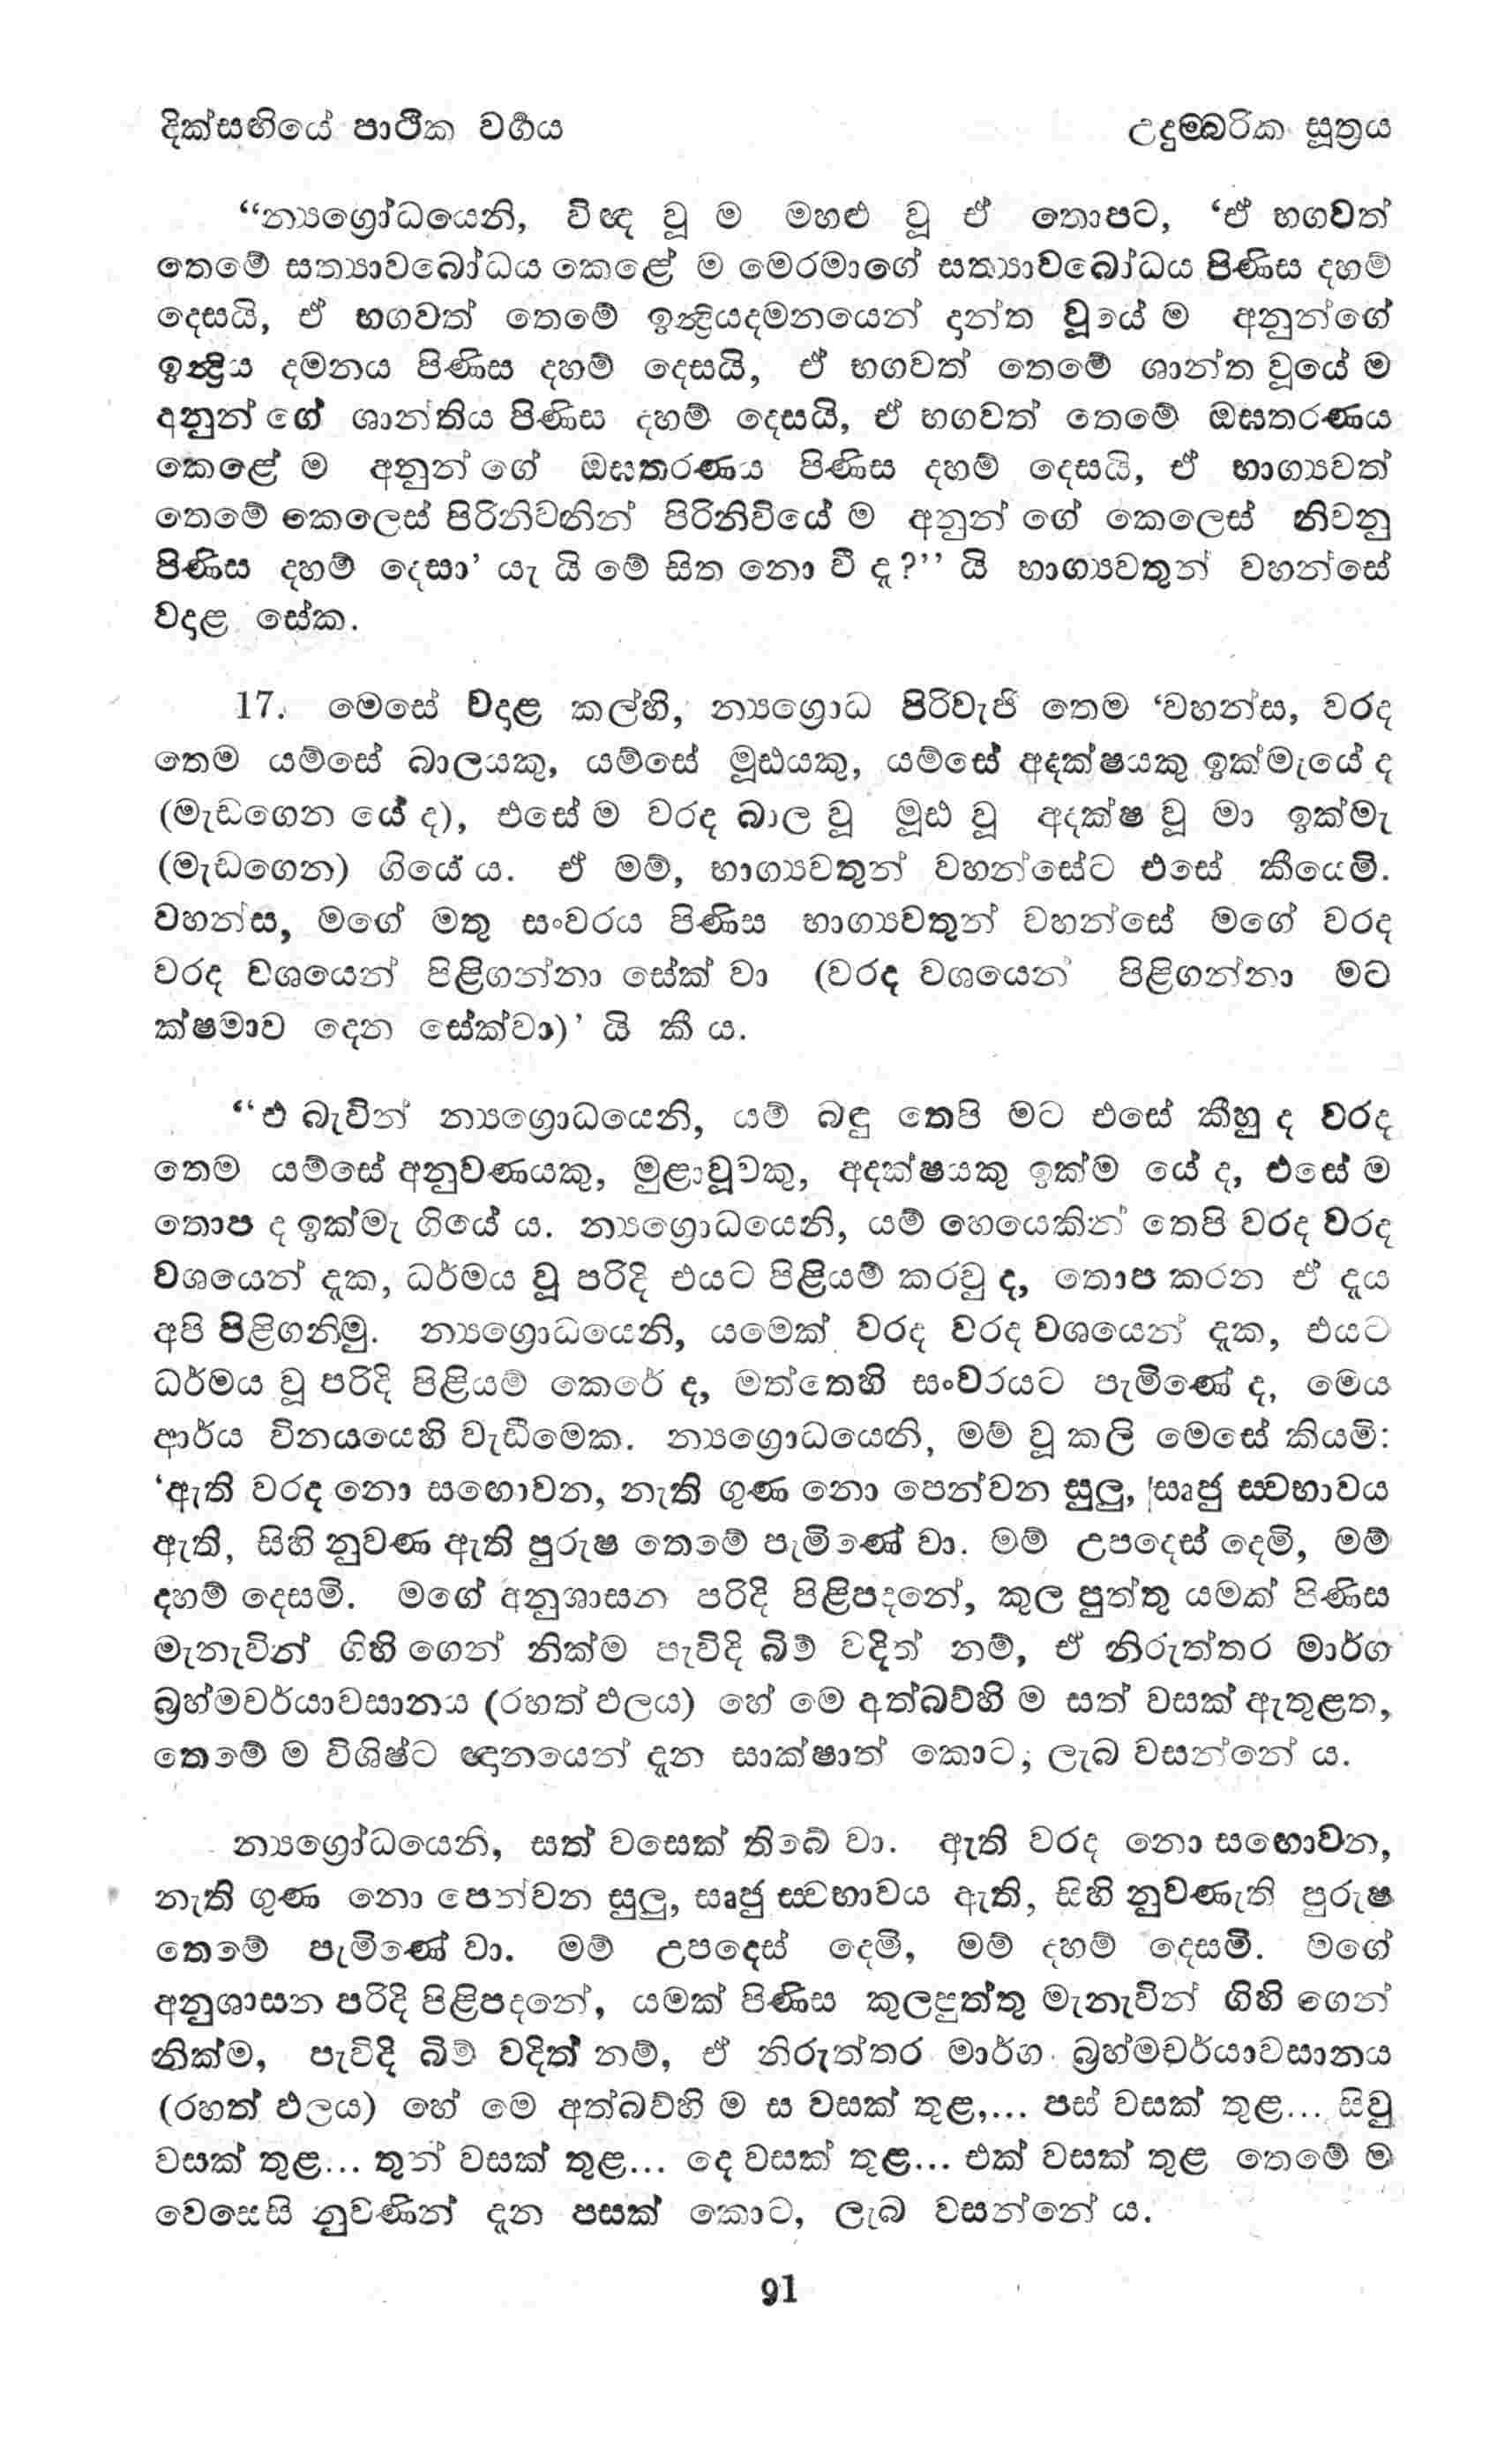 දික්සඟියේ පාථික වර්‍ගය
උදුම්බරික සූත්‍රය
“න්‍යග්‍රෝධයෙනි, විඥ වූ ම මහළු වූ ඒ තොපට, ‘ඒ භගවත්
තෙමේ සත්‍යාවබෝධය කෙළේ ම මෙරමාගේ සත්‍යාවබෝධය පිණිස දහම්
දෙසයි, ඒ භගවත් තෙමේ ඉන්‍ද්‍රියදමනයෙන් දාන්ත වූයේ ම අනුන්ගේ
ඉන්‍ද්‍රිය දමනය පිණිස දහම් දෙසයි, ඒ භගවත් තෙමේ ශාන්ත වූයේ ම
අනුන් ගේ ශාන්තිය පිණිස දහම් දෙසයි, ඒ භගවත් තෙමේ ඔඝතරණය
කෙළේ ම අනුන් ගේ ඔඝතරණය පිණිස දහම් දෙසයි, ඒ භාග්‍යවත්
තෙමේ කෙලෙස් පිරිනිවනින් පිරිනිවියේ ම අනුන් ගේ කෙලෙස් නිවනු
පිණිස දහම් දෙසා’ යැ යි මේ සිත නො වී ද?” යි භාග්‍යවතුන් වහන්සේ
වදාළ සේක.
17. මෙසේ වදාළ කල්හි, න්‍යග්‍රොධ පිරිවැජි තෙම ‘වහන්ස, වරද
තෙම යම්සේ බාලයකු, යම්සේ මූඪයකු, යම්සේ අදක්ෂයකු ඉක්මැයේ ද
(මැඩගෙන යේ ද), එසේ ම වරද බාල වූ මූඪ වූ අදක්ෂ වූ මා ඉක්මැ
(මැඩගෙන) ගියේ ය. ඒ මම්, භාග්‍යවතුන් වහන්සේට එසේ කීයෙමි.
වහන්ස, මගේ මතු සංවරය පිණිස භාග්‍යවතුන් වහන්සේ මගේ වරද
වරද වශයෙන් පිළිගන්නා සේක් වා (වරද වශයෙන් පිළිගන්නා මට
ක්ෂමාව දෙන සේක්වා)’ යි කී ය.
“එ බැවින් න්‍යග්‍රොධයෙනි, යම් බඳු තෙපි මට එසේ කීහු ද වරද
තෙම යම්සේ අනුවණයකු, මුළාවූවකු, අදක්ෂයකු ඉක්ම යේ ද, එසේ ම
තොප ද ඉක්මැ ගියේ ය. න්‍යග්‍රොධයෙනි, යම් හෙයෙකින් තෙපි වරද වරද
වශයෙන් දැක, ධර්මය වූ පරිදි එයට පිළියම් කරවු ද, තොප කරන ඒ දැය
අපි පිළිගනිමු. න්‍යග්‍රොධයෙනි, යමෙක් වරද වරද වශයෙන් දැක, එයට
ධර්මය වූ පරිදි පිළියම් කෙරේ ද, මත්තෙහි සංවරයට පැමිණේ ද, මෙය
ආර්ය විනයයෙහි වැඩීමෙක. න්‍යග්‍රොධයෙනි, මම් වූ කලි මෙසේ කියමි:
‘ඇති වරද නො සඟොවන, නැති ගුණ නො පෙන්වන සුලු, සෘජු ස්වභාවය
ඇති, සිහි නුවණ ඇති පුරුෂ තෙමේ පැමිණේ වා. මම් උපදෙස් දෙමි, මම්
දහම් දෙසමි. මගේ අනුශාසන පරිදි පිළිපදනේ, කුල පුත්තු යමක් පිණිස
මැනැවින් ගිහි ගෙන් නික්ම පැවිදි බිම් වදිත් නම්, ඒ නිරුත්තර මාර්ග
බ්‍රහ්මචර්යාවසානය (රහත් ඵලය) හේ මෙ අත්බව්හි ම සත් වසක් ඇතුළත,
තෙමේ ම විශිෂ්ට ඥානයෙන් දැන සාක්ෂාත් කොට, ලැබ වසන්නේ ය.
න්‍යග්‍රෝධයෙනි, සත් වසෙක් තිබේ වා. ඇති වරද නො සඟොවන,
නැති ගුණ නො පෙන්වන සුලු, සෘජු ස්වභාවය ඇති, සිහි නුවණැති පුරුෂ
තෙමේ පැමිණේ වා. මම් උපදෙස් දෙමි, මම් දහම් දෙසමි. මගේ
අනුශාසන පරිදි පිළිපදනේ, යමක් පිණිස කුලපුත්තු මැනැවින් ගිහි ගෙන්
නික්ම, පැවිදි බිම් වදිත් නම්, ඒ නිරුත්තර මාර්ග බ්‍රහ්මචර්යාවසානය
(රහත් ඵලය) හේ මෙ අත්බව්හි ම ස වසක් තුළ,... පස් වසක් තුළ... සිවු
වසක් තුළ... තුන් වසක් තුළ... දෙ වසක් තුළ... එක් වසක් තුළ තෙමේ ම
වෙසෙසි නුවණින් දැන පසක් කොට, ලැබ වසන්නේ ය.
91